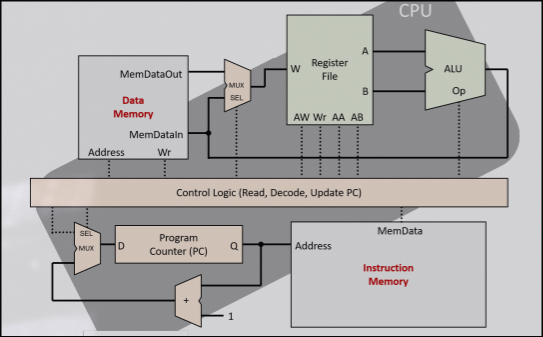 CPU
MemDataOut
Data
Memory
MemDataIn
Address Wr
MUX
SEL
W
Register
File
A
B
AW Wr AA AB
ALU
Op
Control Logic (Read, Decode, Update PC)
SEL
MUX
D
Program
Counter (PC)
Q
+
1
MemData
Address
Instruction
Memory